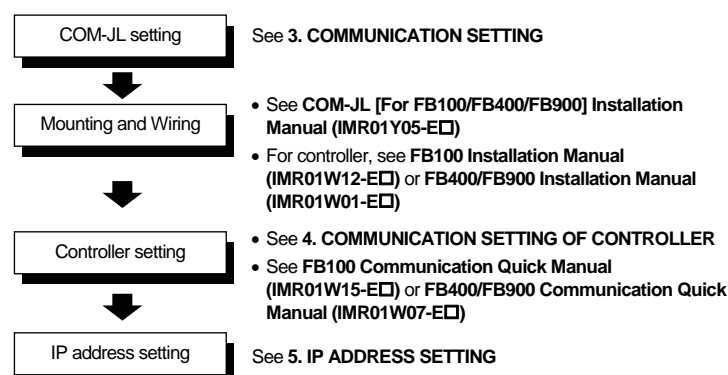 COM-JL setting
See 3. COMMUNICATION SETTING
Mounting and Wiring
• See COM-JL [For FB100/FB400/FB900] Installation
Manual (IMR01Y05-E□)
• For controller, see FB100 Installation Manual
(IMR01W12-E□) or FB400/FB900 Installation Manual
(IMR01W01-E□)
Controller setting
• See 4. COMMUNICATION SETTING OF CONTROLLER
• See FB100 Communication Quick Manual
(IMR01W15-E□) or FB400/FB900 Communication Quick
Manual (IMR01W07-E□)
IP address setting
See 5. IP ADDRESS SETTING